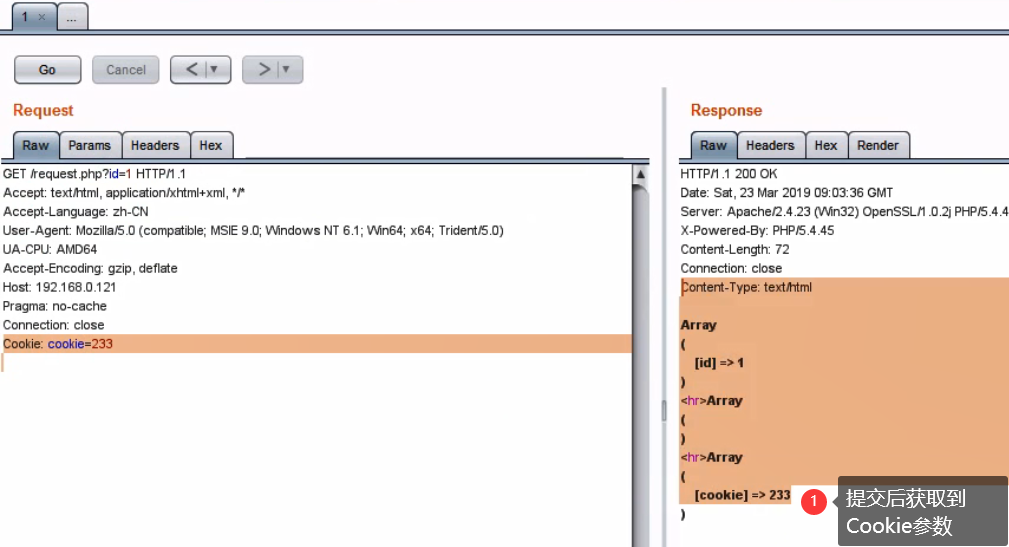 1 × ...
Go Cancel < ▼ > ▼
Request
Raw Params Headers Hex
GET /request.php?id=1 HTTP/1.1
Accept: text/html, application/xhtml+xml, */*
Accept-Language: zh-CN
User-Agent: Mozilla/5.0 (compatible; MSIE 9.0; Windows NT 6.1; Win64; x64; Trident/5.0)
UA-CPU: AMD64
Accept-Encoding: gzip, deflate
Host: 192.168.0.121
Pragma: no-cache
Connection: close
Cookie: cookie=233
Response
Raw Headers Hex Render
HTTP/1.1 200 OK
Date: Sat, 23 Mar 2019 09:03:36 GMT
Server: Apache/2.4.23 (Win32) OpenSSL/1.0.2j PHP/5.4.4
X-Powered-By: PHP/5.4.45
Content-Length: 72
Connection: close
Content-Type: text/html
Array
(
[id] => 1
)
<hr>Array
(
)
<hr>Array
(
[cookie] => 233
)
1
提交后获取到
Cookie参数